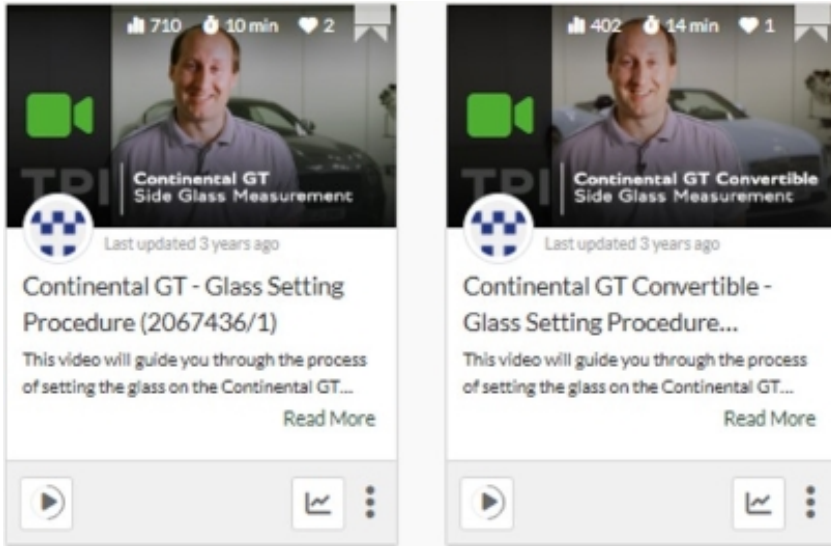 710 10 min 2
TPI
Continental GT
Side Glass Measurement
Last updated 3 years ago
Continental GT - Glass Setting
Procedure (2067436/1)
This video will guide you through the process
of setting the glass on the Continental GT...
Read More
402 14 min 1
TPI
Continental GT Convertible
Side Glass Measurement
Last updated 3 years ago
Continental GT Convertible -
Glass Setting Procedure...
This video will guide you through the process
of setting the glass on the Continental GT...
Read More